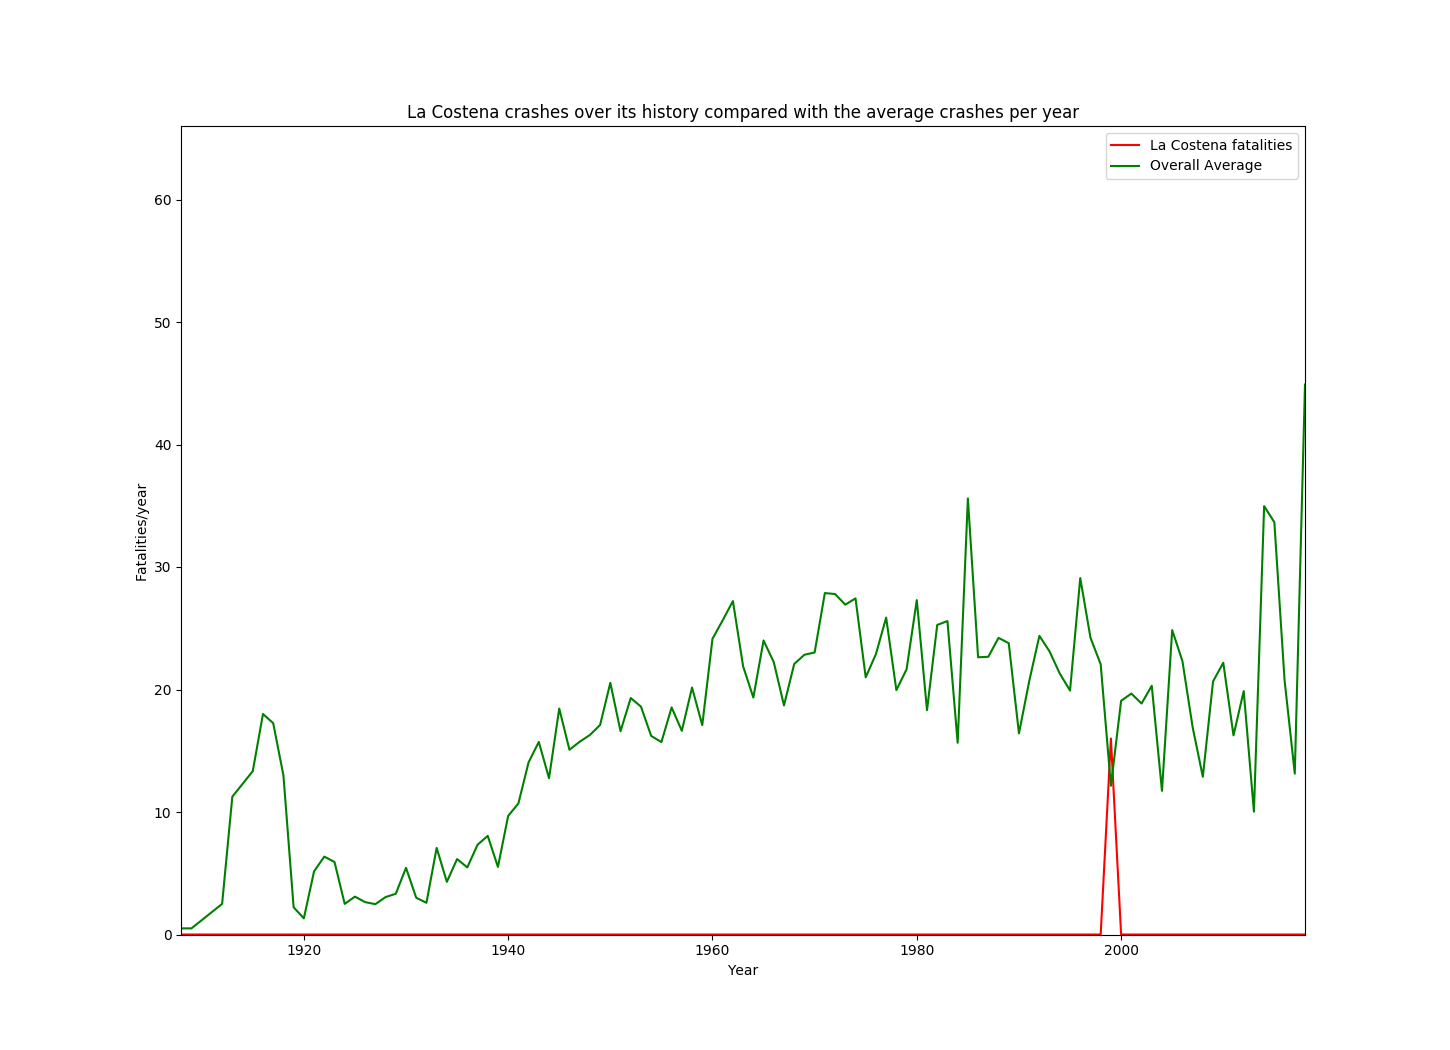 La Costena crashes over its history compared with the average crashes per year
La Costena fatalities
Overall Average
60
50
40
30
20
10
0
Fatalities/year
1920 1940 1960 1980 2000
Year